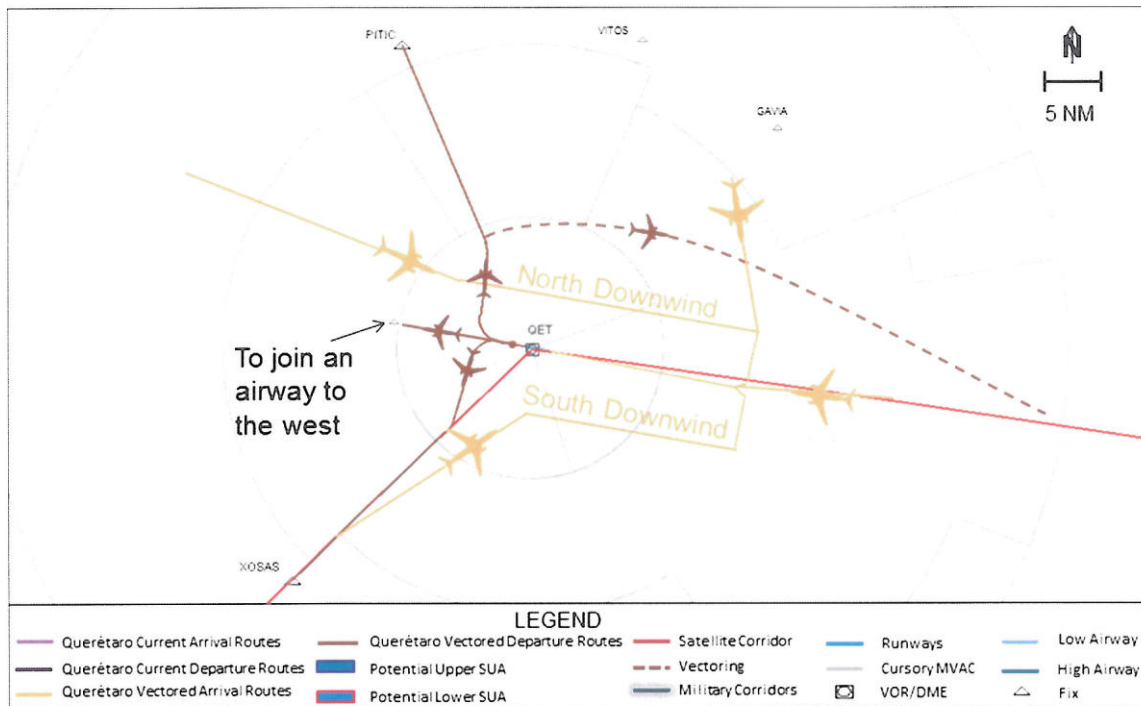 PITIC
VITOS
N
5 NM
GAVIA
North Downwind
QET
To join an
airway to
the west
South Downwind
XOSAS
LEGEND
Querétaro Current Arrival Routes
Querétaro Vectored Departure Routes
Satellite Corridor
Runways
Low Airway
Querétaro Current Departure Routes
Potential Upper SUA
Vectoring
Cursory MVAC
High Airway
Querétaro Vectored Arrival Routes
Potential Lower SUA
Military Corridors
VOR/DME
Fix